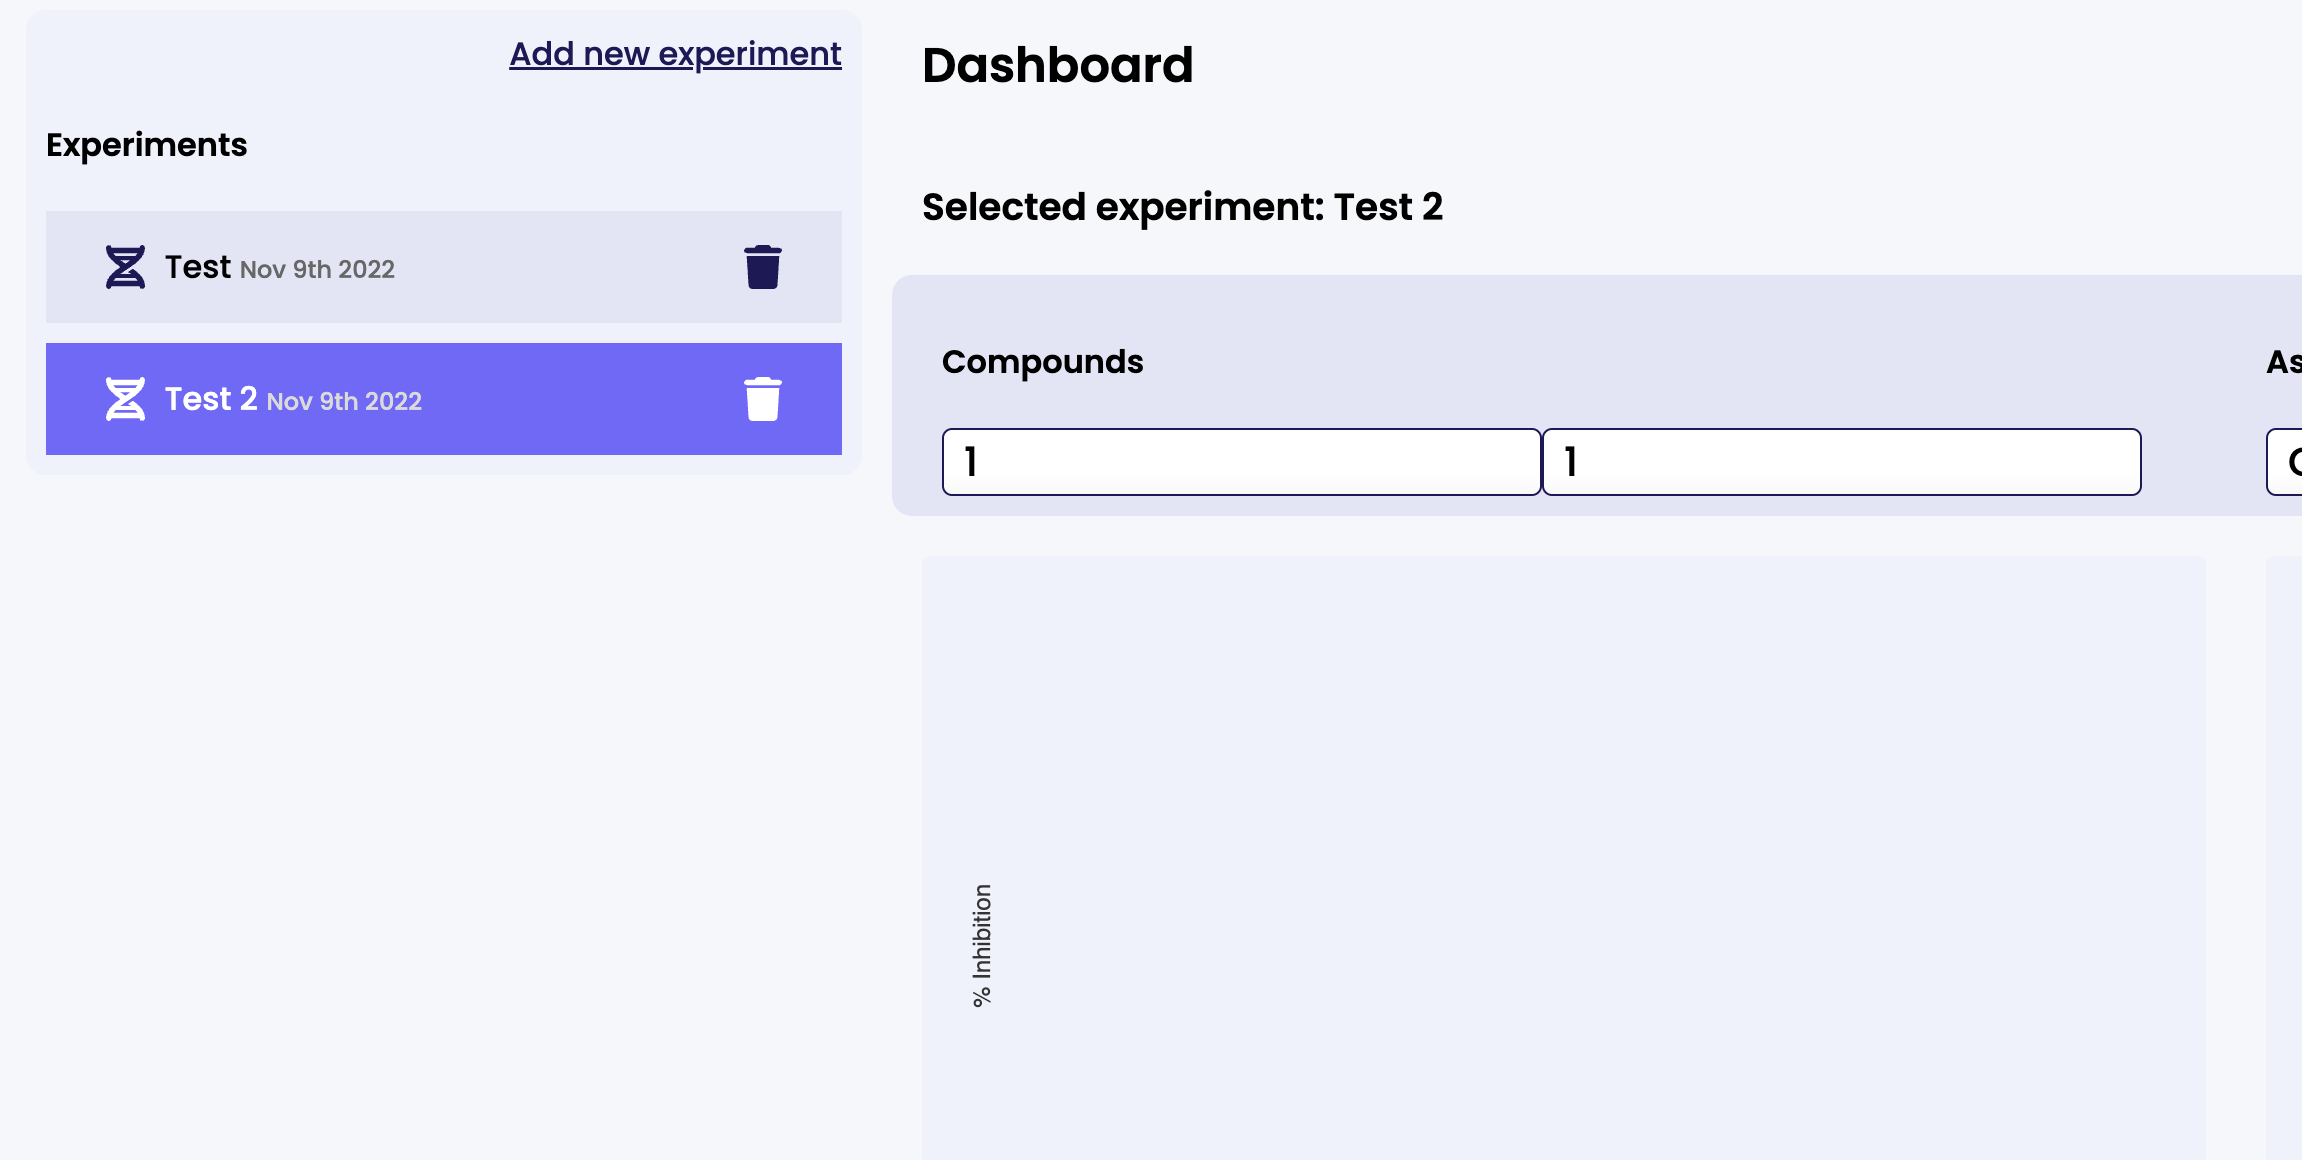 Add new experiment
Experiments
Test Nov 9th 2022
Test 2 Nov 9th 2022
Dashboard
Selected experiment: Test 2
Compounds
1
1
As
% Inhibition